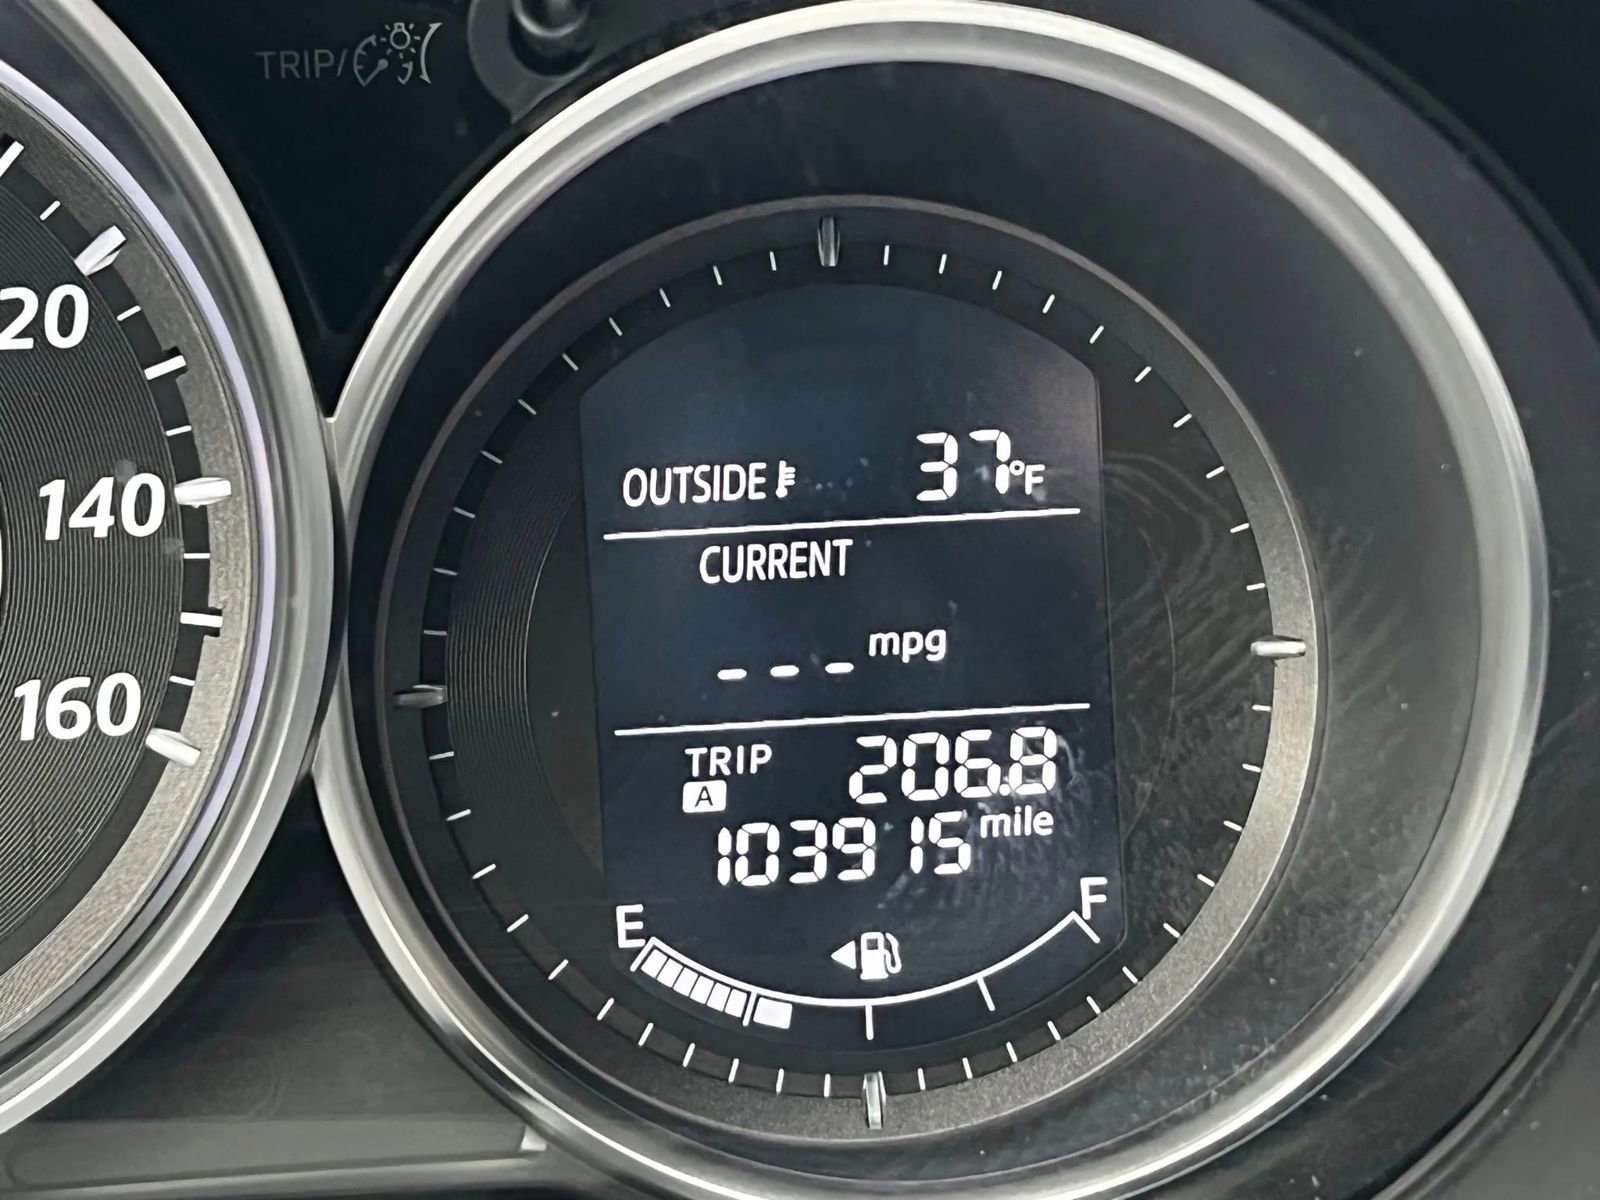 TRIP/
20
140
160
OUTSIDE 37°F
CURRENT
--- mpg
TRIP A 206.8
103915 mile
E F